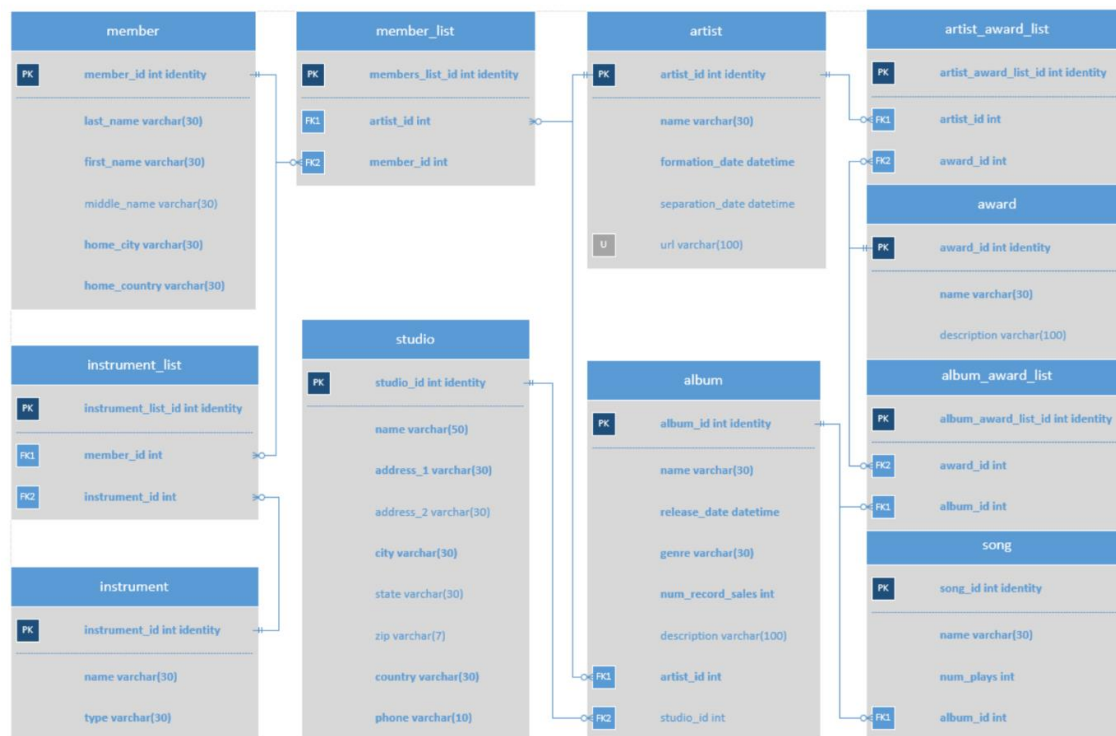 member
PK member_id int identity
last_name varchar(30)
first_name varchar(30)
middle_name varchar(30)
home_city varchar(30)
home_country varchar(30)
member_list
PK members_list_id int identity
FK1 artist_id int
FK2 member_id int
artist
PK artist_id int identity
name varchar(30)
formation_date datetime
separation_date datetime
U url varchar(100)
artist_award_list
PK artist_award_list_id int identity
FK1 artist_id int
FK2 award_id int
award
PK award_id int identity
name varchar(30)
description varchar(100)
instrument_list
PK instrument_list_id int identity
FK1 member_id int
FK2 instrument_id int
studio
PK studio_id int identity
name varchar(50)
address_1 varchar(30)
address_2 varchar(30)
city varchar(30)
state varchar(30)
zip varchar(7)
country varchar(30)
phone varchar(10)
album
PK album_id int identity
name varchar(30)
release_date datetime
genre varchar(30)
num_record_sales int
description varchar(100)
FK1 artist_id int
FK2 studio_id int
album_award_list
PK album_award_list_id int identity
FK2 award_id int
FK1 album_id int
instrument
PK instrument_id int identity
name varchar(30)
type varchar(30)
song
PK song_id int identity
name varchar(30)
num_plays int
FK1 album_id int